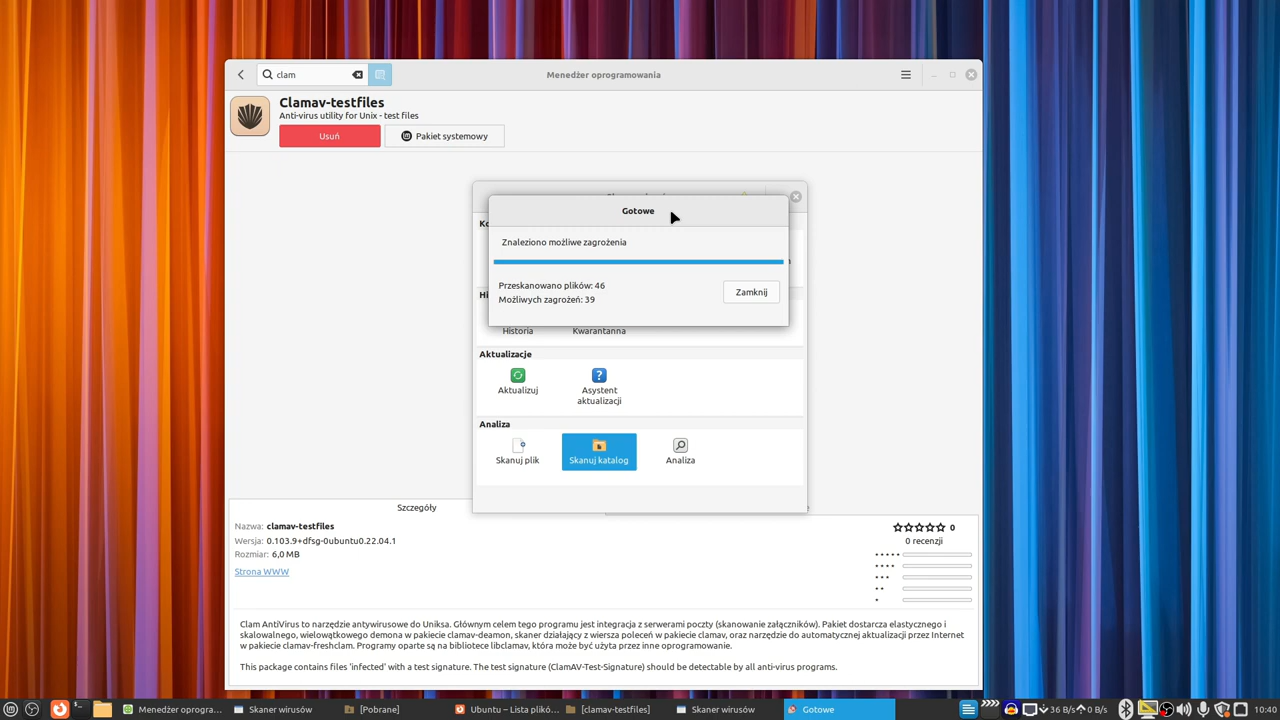 clam
Menedżer oprogramowania
Clamav-testfiles
Anti-virus utility for Unix - test files
Usuń
Pakiet systemowy
Gotowe
Znaleziono możliwe zagrożenia
Przeskanowano plików: 46
Możliwych zagrożeń: 39
Zamknij
Historia
Kwarantanna
Aktualizacje
Aktualizuj
Asystent
aktualizacji
Analiza
Skanuj plik
Skanuj katalog
Analiza
Szczegóły
Nazwa: clamav-testfiles
Wersja: 0.103.9+dfsg-0ubuntu0.22.04.1
Rozmiar: 6,0 MB
Strona WWW
0
0 recenzji
Clam AntiVirus to narzędzie antywirusowe do Uniksa. Głównym celem tego programu jest integracja z serwerami poczty (skanowanie załączników). Pakiet dostarcza elastycznego i
skalowalnego, wielowątkowego demona w pakiecie clamav-deamon, skaner działający z wiersza poleceń w pakiecie clamav, oraz narzędzie do automatycznej aktualizacji przez Internet
w pakiecie clamav-freshclam. Programy oparte są na bibliotece libclamav, która może być użyta przez inne oprogramowanie.
This package contains files 'infected' with a test signature. The test signature (ClamAV-Test-Signature) should be detectable by all anti-virus programs.
Menedżer oprogra...
Skaner wirusów
[Pobrane]
Ubuntu – Lista plikó...
[clamav-testfiles]
Skaner wirusów
Gotowe
36 B/s
0 B/s
10:40